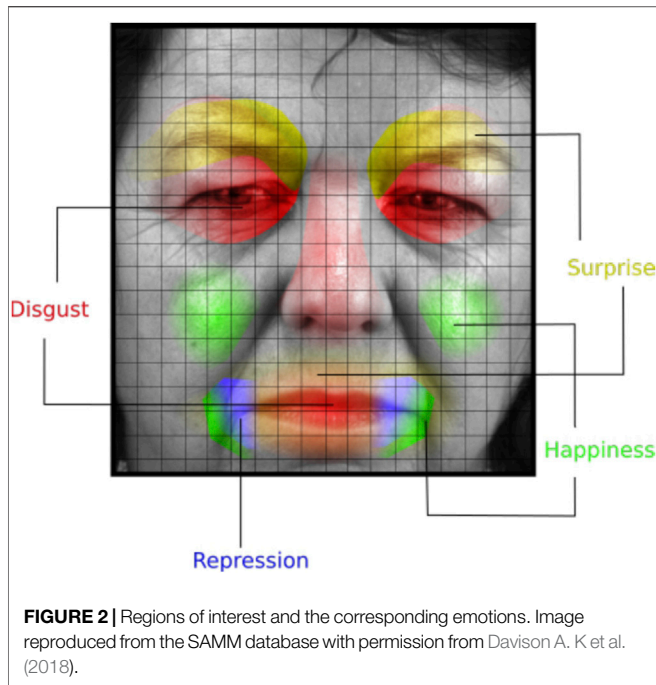 Surprise
Disgust
Happiness
Repression
FIGURE 2 | Regions of interest and the corresponding emotions. Image
reproduced from the SAMM database with permission from Davison A. K et al.
(2018).